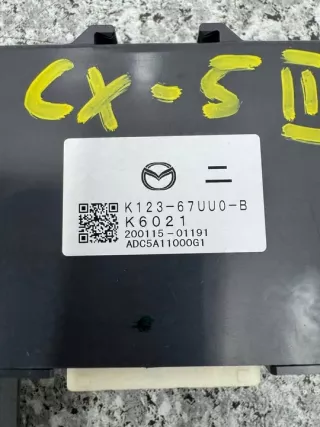 CX-5 III
二
K123-67UU0-B
K6021
200115-01191
ADC5A11000G1